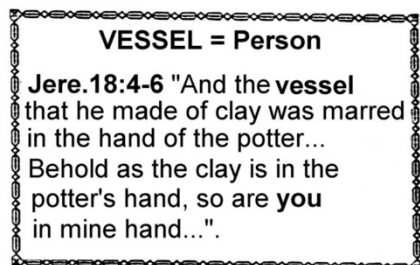 VESSEL = Person
Jere.18:4-6 "And the vessel
that he made of clay was marred
in the hand of the potter...
Behold as the clay is in the
potter's hand, so are you
in mine hand...".